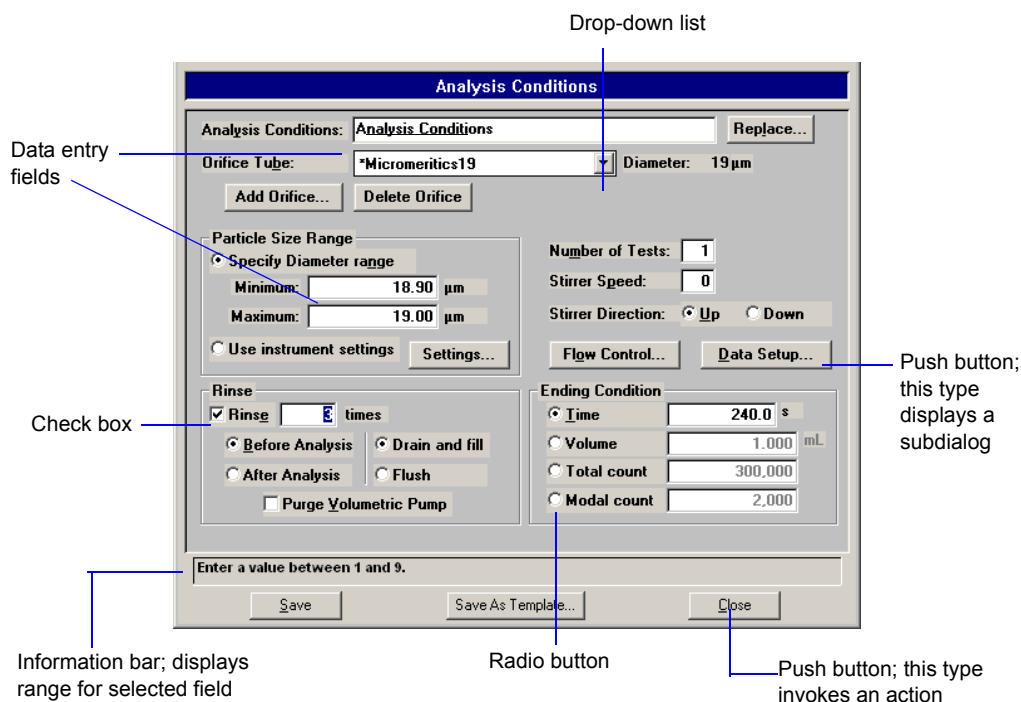 Drop-down list
Analysis Conditions
Analysis Conditions: Analysis Conditions Replace...
Data entry
fields
Orifice Tube: *Micromeritics19 Diameter: 19 µm
Add Orifice... Delete Orifice
Particle Size Range
Specify Diameter range
Minimum: 18.90 µm
Maximum: 19.00 µm
Use instrument settings Settings...
Number of Tests: 1
Stirrer Speed: 0
Stirrer Direction: Up Down
Flow Control... Data Setup...
Push button;
this type
displays a
subdialog
Check box
Rinse
Rinse 3 times
Before Analysis Drain and fill
After Analysis Flush
Purge Volumetric Pump
Ending Condition
Time 240.0 s
Volume 1.000 mL
Total count 300,000
Modal count 2,000
Enter a value between 1 and 9.
Save Save As Template... Close
Information bar; displays
range for selected field
Radio button
Push button; this type
invokes an action